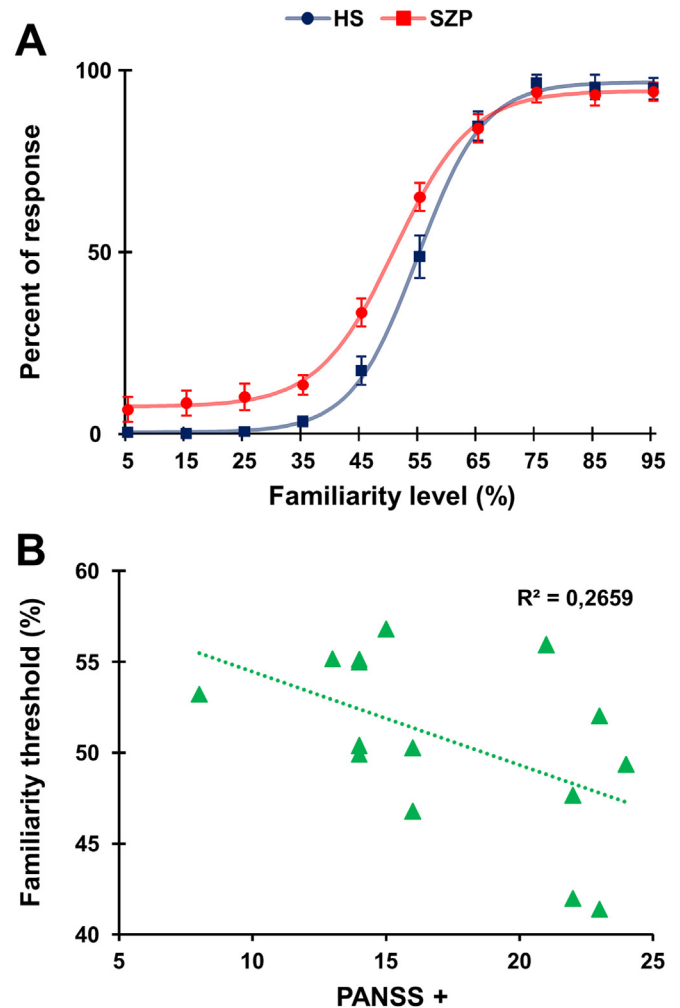 HS SZP
A
100
50
0
Percent of response
5 15 25 35 45 55 65 75 85 95
Familiarity level (%)
B
60
55
50
45
40
Familiarity threshold (%)
R² = 0,2659
5 10 15 20 25
PANSS +